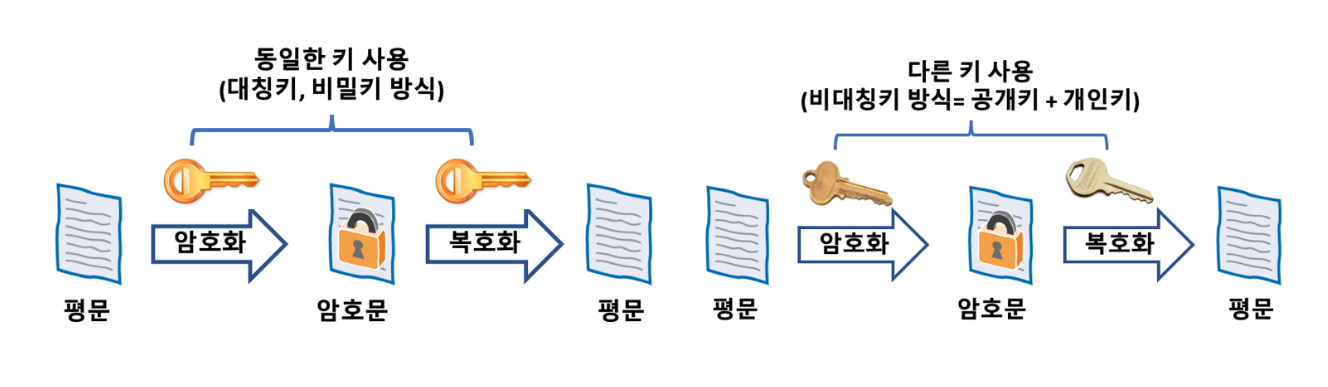 동일한 키 사용
(대칭키, 비밀키 방식)
암호화
복호화
평문
암호문
평문
다른 키 사용
(비대칭키 방식= 공개키 + 개인키)
암호화
복호화
평문
암호문
평문